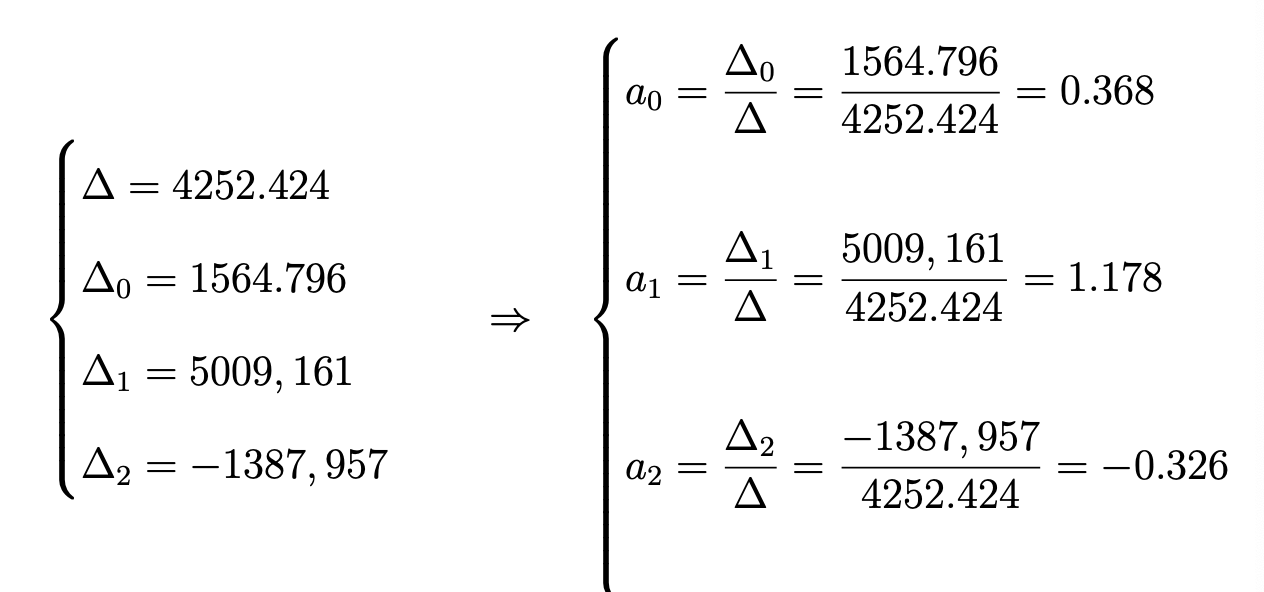 Δ = 4252.424
Δ₀ = 1564.796
Δ₁ = 5009, 161
Δ₂ = −1387, 957
⇒
a₀ = Δ₀/Δ = 1564.796/4252.424 = 0.368
a₁ = Δ₁/Δ = 5009, 161/4252.424 = 1.178
a₂ = Δ₂/Δ = −1387, 957/4252.424 = −0.326